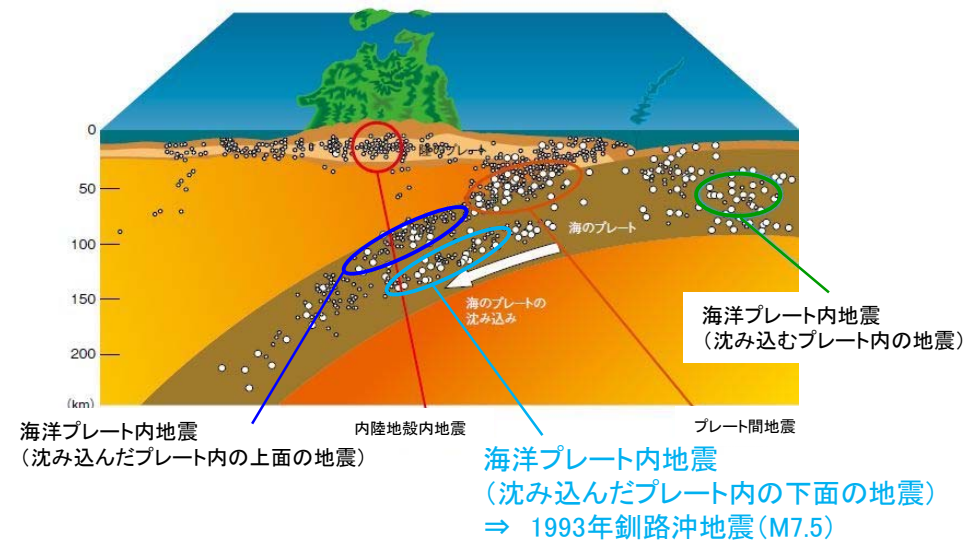 0
50
100
150
200
(km)
陸のプレート
海のプレート
海のプレートの
沈み込み
海洋プレート内地震
(沈み込むプレート内の地震)
海洋プレート内地震
(沈み込んだプレート内の上面の地震)
内陸地殻内地震
プレート間地震
海洋プレート内地震
(沈み込んだプレート内の下面の地震)
⇒ 1993年釧路沖地震(M7.5)